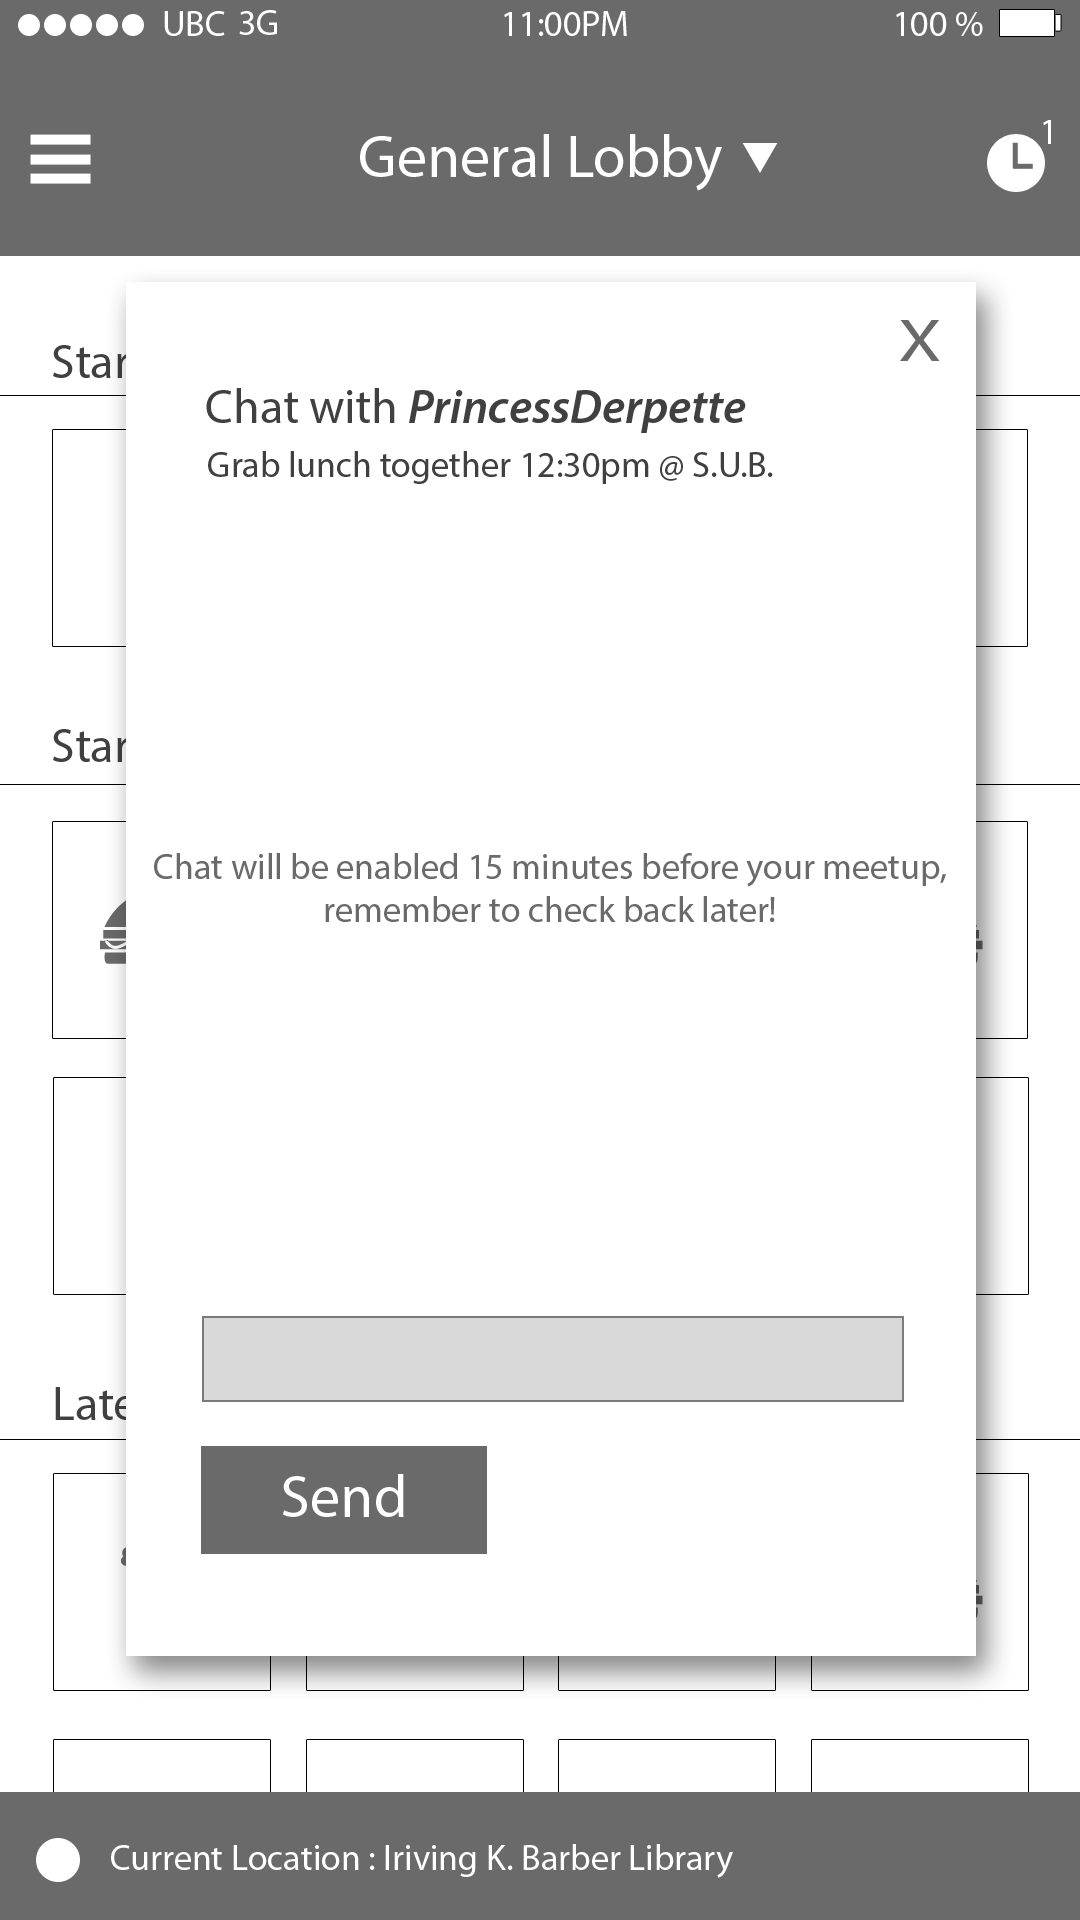 UBC 3G 11:00PM 100 %
General Lobby
1
Star
X
Chat with PrincessDerpette
Grab lunch together 12:30pm @ S.U.B.
Star
Chat will be enabled 15 minutes before your meetup,
remember to check back later!
Late
Send
Current Location : Iriving K. Barber Library